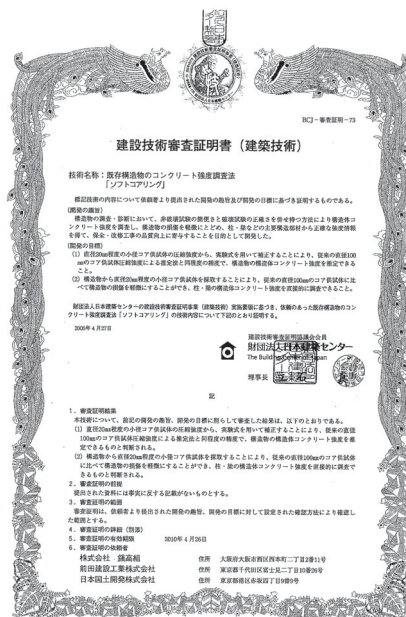 BCJ-審査証明-73
建設技術審査証明書（建築技術）
技術名称：既存構造物のコンクリート強度調査法
「ソフトコアリング」
標記技術の内容について依頼者より提出された開発の趣旨及び開発の目標に基づき証明するものである。
(開発の趣旨)
構造物の調査・診断において、非破壊試験の簡便さと破壊試験の正確さを併せ持つ方法により構造体コ
ンクリート強度を調査し、構造物の損傷を軽微にとどめ、柱・梁などの主要構造部材から正確な強度情報
を得て、保全・改修工事の品質向上に寄与することを目的として開発した。
(開発の目標)
(1) 直径20mm程度の小径コア供試体の圧縮強度から、実験式を用いて補正することにより、従来の直径100
mmのコア供試体圧縮強度による推定法と同程度の精度で、構造物の構造体コンクリート強度を推定できる
こと。
(2) 構造物から直径20mm程度の小径コア供試体を採取することにより、従来の直径100mmのコア供試体に比
べて構造物の損傷を軽微にすることができ、柱・梁の構造体コンクリート強度を直接的に調査できること。
財団法人日本建築センターの建設技術審査証明事業（建築技術）実施要領に基づき、依頼のあった既存構造物のコン
クリート強度調査法「ソフトコアリング」の技術内容について下記のとおり証明する。
2005年4月27日
建設技術審査証明協議会会員
財団法人日本建築センター
The Building Center of Japan
理事長
記
1．審査証明結果
本技術について、前記の開発の趣旨、開発の目標に照らして審査した結果は、以下のとおりである。
(1) 直径20mm程度の小径コア供試体の圧縮強度から、実験式を用いて補正することにより、従来の直径
100mmのコア供試体圧縮強度による推定法と同程度の精度で、構造物の構造体コンクリート強度を推
定できるものと判断される。
(2) 構造物から直径20mm程度の小径コア供試体を採取することにより、従来の直径100mmのコア供試体
に比べて構造物の損傷を軽微にすることができ、柱・梁の構造体コンクリート強度を直接的に調査で
きるものと判断される。
2．審査証明の前提
提出された資料には事実に反する記載がないものとする。
3．審査証明の範囲
審査証明は、依頼者より提出された開発の趣旨、開発の目標に対して設定された確認方法により確認し
た範囲とする。
4．審査証明の詳細（別添）
5．審査証明の有効期限 2010年4月26日
6．審査証明の依頼者
株式会社 錢高組 住所 大阪府大阪市西区西本町二丁目2番11号
前田建設工業株式会社 住所 東京都千代田区富士見二丁目10番26号
日本国土開発株式会社 住所 東京都港区赤坂四丁目9番9号